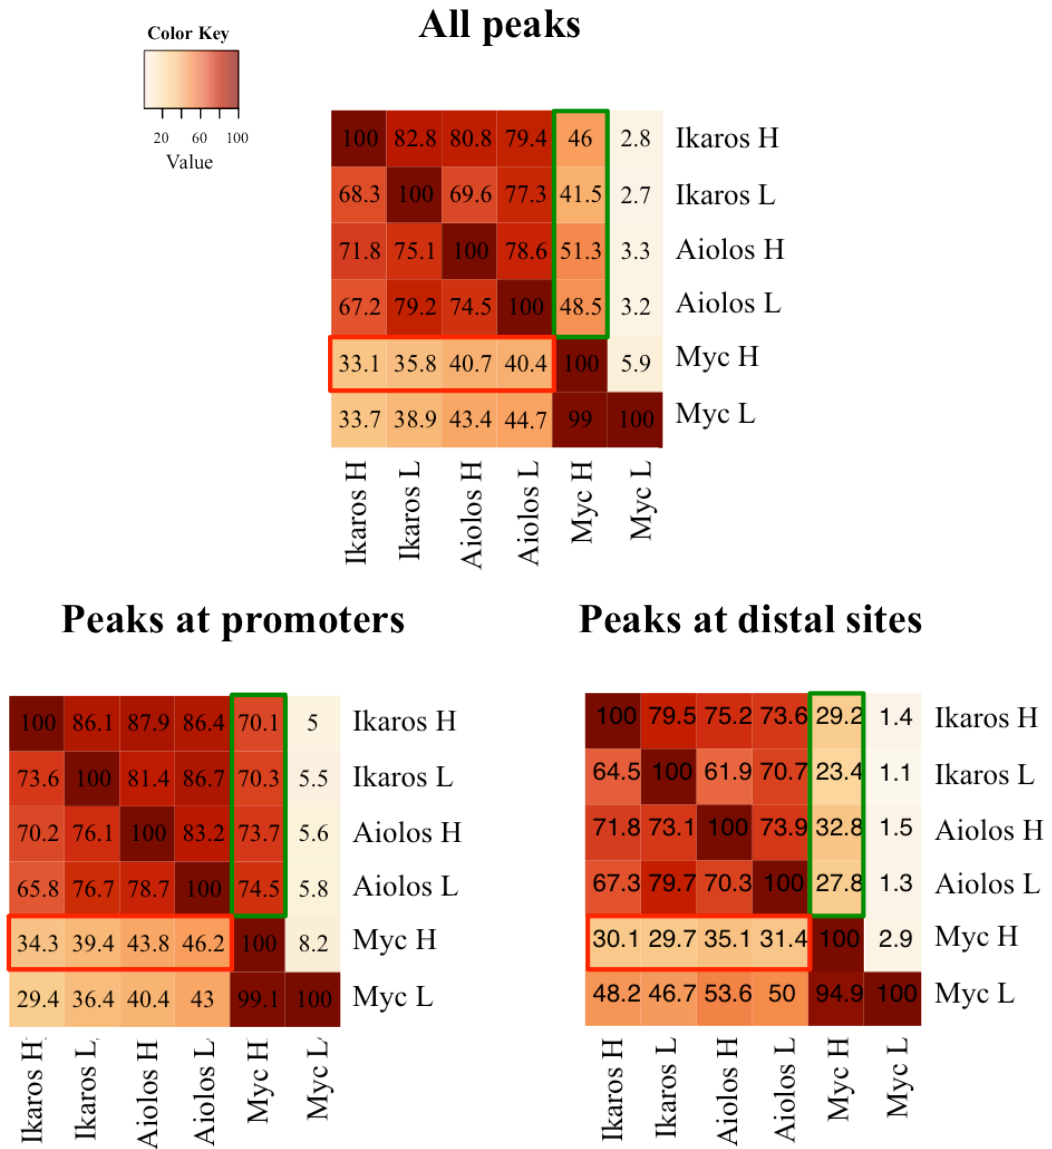 All peaks
Color Key
20 60 100
Value
100 82.8 80.8 79.4 46 2.8 Ikaros H
68.3 100 69.6 77.3 41.5 2.7 Ikaros L
71.8 75.1 100 78.6 51.3 3.3 Aiolos H
67.2 79.2 74.5 100 48.5 3.2 Aiolos L
33.1 35.8 40.7 40.4 100 5.9 Myc H
33.7 38.9 43.4 44.7 99 100 Myc L
Ikaros H
Ikaros L
Aiolos H
Aiolos L
Myc H
Myc L
Peaks at promoters
100 86.1 87.9 86.4 70.1 5 Ikaros H
73.6 100 81.4 86.7 70.3 5.5 Ikaros L
70.2 76.1 100 83.2 73.7 5.6 Aiolos H
65.8 76.7 78.7 100 74.5 5.8 Aiolos L
34.3 39.4 43.8 46.2 100 8.2 Myc H
29.4 36.4 40.4 43 99.1 100 Myc L
Ikaros H
Ikaros L
Aiolos H
Aiolos L
Myc H
Myc L
Peaks at distal sites
100 79.5 75.2 73.6 29.2 1.4 Ikaros H
64.5 100 61.9 70.7 23.4 1.1 Ikaros L
71.8 73.1 100 73.9 32.8 1.5 Aiolos H
67.3 79.7 70.3 100 27.8 1.3 Aiolos L
30.1 29.7 35.1 31.4 100 2.9 Myc H
48.2 46.7 53.6 50 94.9 100 Myc L
Ikaros H
Ikaros L
Aiolos H
Aiolos L
Myc H
Myc L